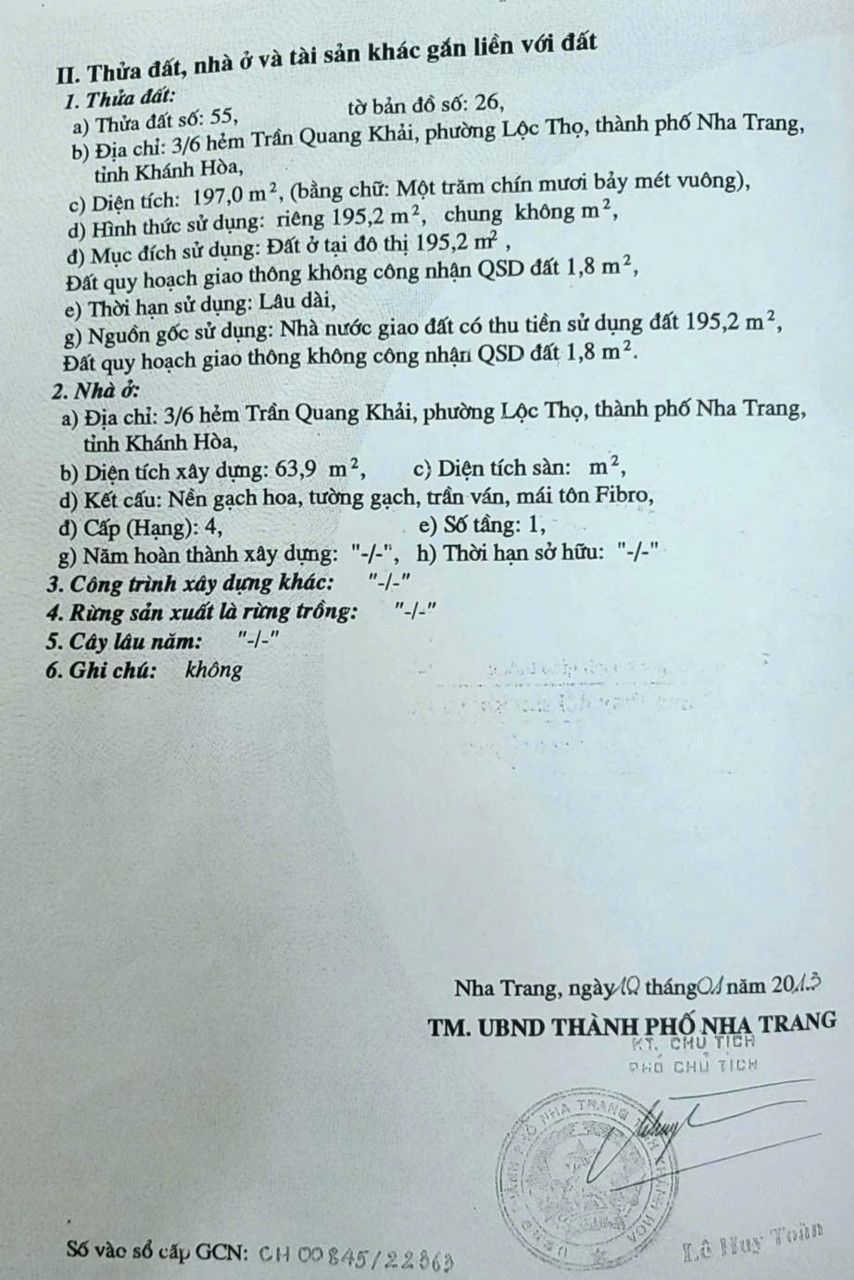 II. Thửa đất, nhà ở và tài sản khác gắn liền với đất
1. Thửa đất:
a) Thửa đất số: 55, tờ bản đồ số: 26,
b) Địa chỉ: 3/6 hẻm Trần Quang Khải, phường Lộc Thọ, thành phố Nha Trang,
tỉnh Khánh Hòa,
c) Diện tích: 197,0 m², (bằng chữ: Một trăm chín mươi bảy mét vuông),
d) Hình thức sử dụng: riêng 195,2 m², chung không m²,
đ) Mục đích sử dụng: Đất ở tại đô thị 195,2 m²,
Đất quy hoạch giao thông không công nhận QSD đất 1,8 m²,
e) Thời hạn sử dụng: Lâu dài,
g) Nguồn gốc sử dụng: Nhà nước giao đất có thu tiền sử dụng đất 195,2 m²,
Đất quy hoạch giao thông không công nhận QSD đất 1,8 m².
2. Nhà ở:
a) Địa chỉ: 3/6 hẻm Trần Quang Khải, phường Lộc Thọ, thành phố Nha Trang,
tỉnh Khánh Hòa,
b) Diện tích xây dựng: 63,9 m², c) Diện tích sàn: m²,
d) Kết cấu: Nền gạch hoa, tường gạch, trần ván, mái tôn Fibro,
đ) Cấp (Hạng): 4, e) Số tầng: 1,
g) Năm hoàn thành xây dựng: "-/-", h) Thời hạn sở hữu: "-/-"
3. Công trình xây dựng khác: "-/-"
4. Rừng sản xuất là rừng trồng: "-/-"
5. Cây lâu năm: "-/-"
6. Ghi chú: không
Nha Trang, ngày 10 tháng 01 năm 2013
TM. UBND THÀNH PHỐ NHA TRANG
KT. CHỦ TỊCH
PHÓ CHỦ TỊCH
Lê Huy Toàn
Số vào sổ cấp GCN: CH 00845/22363